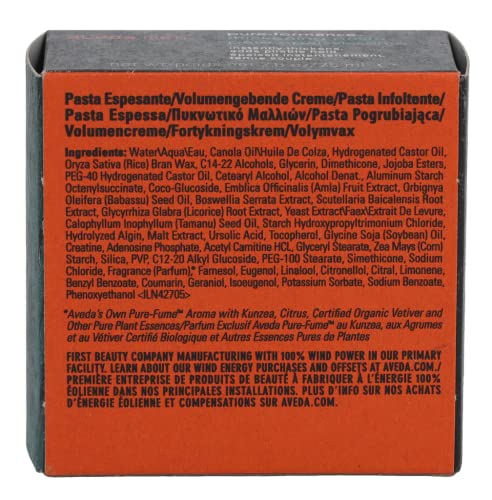 pure-formance™
instantly thickens
épaissit instantanément
tenue souple
Pasta Espesante/Volumengebende Creme/Pasta Infoltente/
Pasta Espessa/Πυκνωτικό Μαλλιών/Pasta Pogrubiająca/
Volumencreme/Fortykningskrem/Volymvax
Ingredients: Water\Aqua\Eau, Canola Oil\Huile De Colza, Hydrogenated Castor Oil,
Oryza Sativa (Rice) Bran Wax, C14-22 Alcohols, Glycerin, Dimethicone, Jojoba Esters,
PEG-40 Hydrogenated Castor Oil, Cetearyl Alcohol, Alcohol Denat., Aluminum Starch
Octenylsuccinate, Coco-Glucoside, Emblica Officinalis (Amla) Fruit Extract, Orbignya
Oleifera (Babassu) Seed Oil, Boswellia Serrata Extract, Scutellaria Baicalensis Root
Extract, Glycyrrhiza Glabra (Licorice) Root Extract, Yeast Extract\Faex\Extrait De Levure,
Calophyllum Inophyllum (Tamanu) Seed Oil, Starch Hydroxypropyltrimonium Chloride,
Hydrolyzed Algin, Malt Extract, Ursolic Acid, Tocopherol, Glycine Soja (Soybean) Oil,
Creatine, Adenosine Phosphate, Acetyl Carnitine HCL, Glyceryl Stearate, Zea Mays (Corn)
Starch, Silica, PVP, C12-20 Alkyl Glucoside, PEG-100 Stearate, Simethicone, Sodium
Chloride, Fragrance (Parfum),* Farnesol, Eugenol, Linalool, Citronellol, Citral, Limonene,
Benzyl Benzoate, Coumarin, Geraniol, Isoeugenol, Potassium Sorbate, Sodium Benzoate,
Phenoxyethanol <ILN42705>
*Aveda's Own Pure-Fume™ Aroma with Kunzea, Citrus, Certified Organic Vetiver and
Other Pure Plant Essences/Parfum Exclusif Aveda Pure-Fume™ au Kunzea, aux Agrumes
et au Vétiver Certifié Biologique et Autres Essences Pures de Plantes
FIRST BEAUTY COMPANY MANUFACTURING WITH 100% WIND POWER IN OUR PRIMARY
FACILITY. LEARN ABOUT OUR WIND ENERGY PURCHASES AND OFFSETS AT AVEDA.COM./
PREMIÈRE ENTREPRISE DE PRODUITS DE BEAUTÉ À FABRIQUER À L'ÉNERGIE 100%
ÉOLIENNE DANS NOS PRINCIPALES INSTALLATIONS. PLUS D'INFO SUR NOS ACHATS
D'ÉNERGIE ÉOLIENNE ET COMPENSATIONS SUR AVEDA.COM.